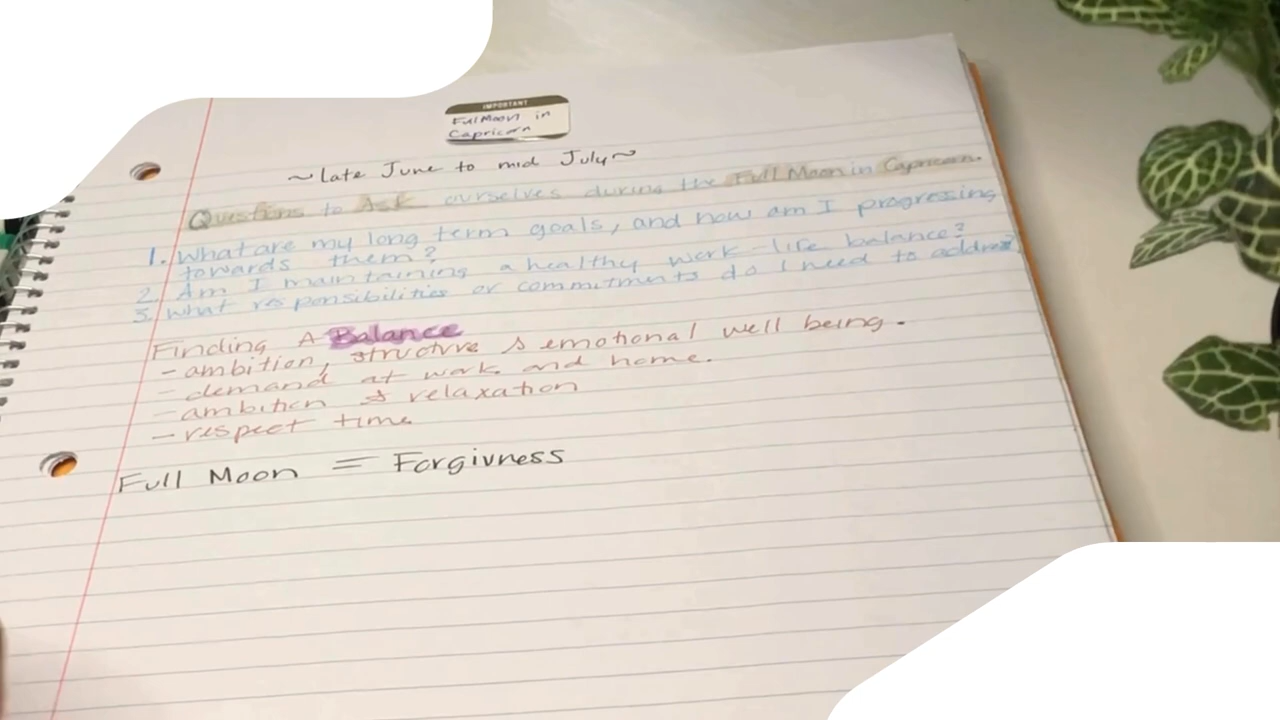 IMPORTANT
Full Moon in
Capricorn
~late June to mid July~
Questions to Ask ourselves during the Full Moon in Capricorn.
1. What are my long term goals, and how am I progressing
towards them?
2. Am I maintaining a healthy work-life balance?
3. What responsibilities or commitments do I need to address
Finding A Balance
- ambition, structure & emotional well being.
- demand at work and home.
- ambition & relaxation
- respect time
Full Moon = Forgivness